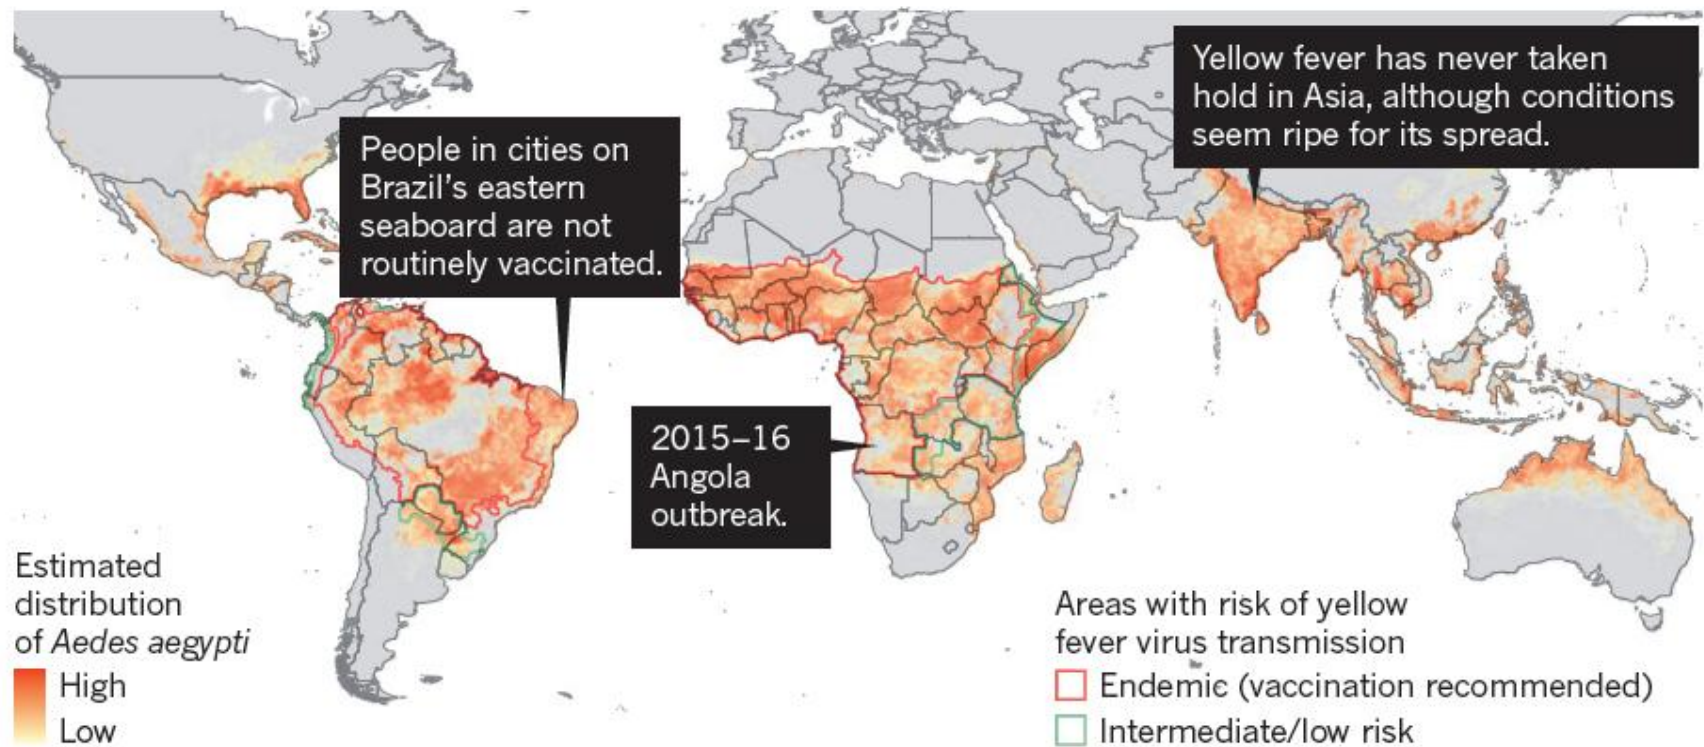 Yellow fever has never taken
hold in Asia, although conditions
seem ripe for its spread.
People in cities on
Brazil's eastern
seaboard are not
routinely vaccinated.
2015–16
Angola
outbreak.
Estimated
distribution
of Aedes aegypti
High
Low
Areas with risk of yellow
fever virus transmission
Endemic (vaccination recommended)
Intermediate/low risk